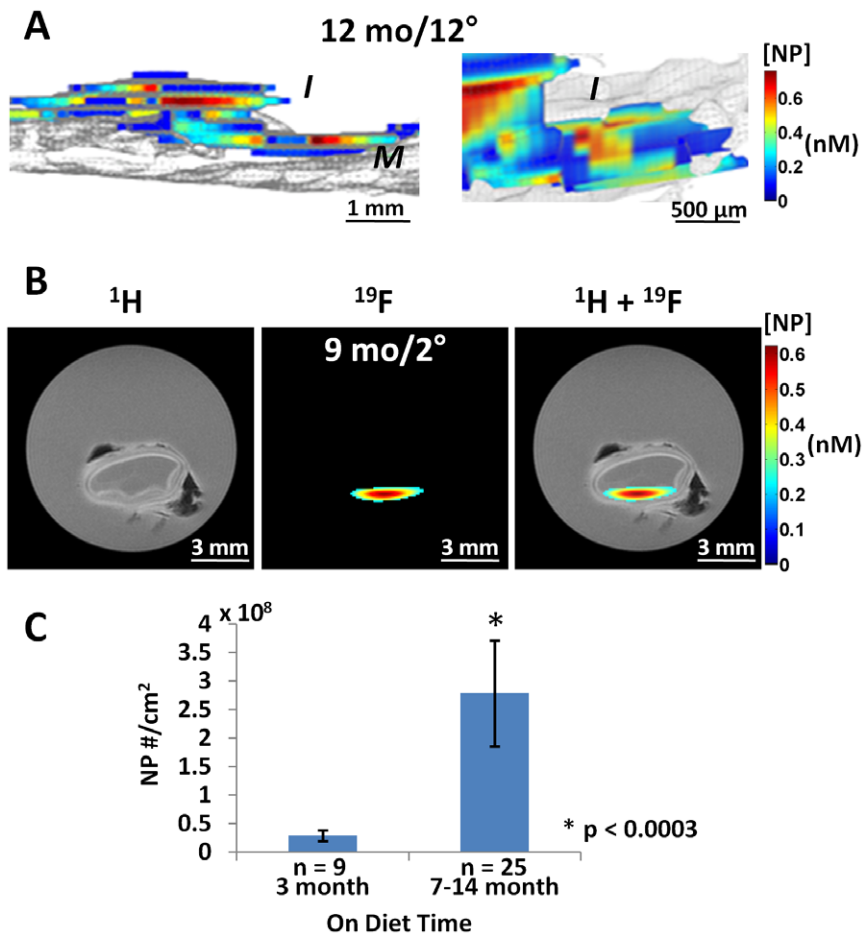 A
12 mo/12°
[NP]
I
M
1 mm
I
500 µm
0.6
0.4
0.2
0
(nM)
B
¹H
¹⁹F
¹H + ¹⁹F
9 mo/2°
[NP]
0.6
0.5
0.4
0.3
0.2
0.1
0
(nM)
3 mm
3 mm
3 mm
C
x 10⁸
4
3.5
3
2.5
2
1.5
1
0.5
0
NP #/cm²
*
* p < 0.0003
n = 9
3 month
n = 25
7-14 month
On Diet Time